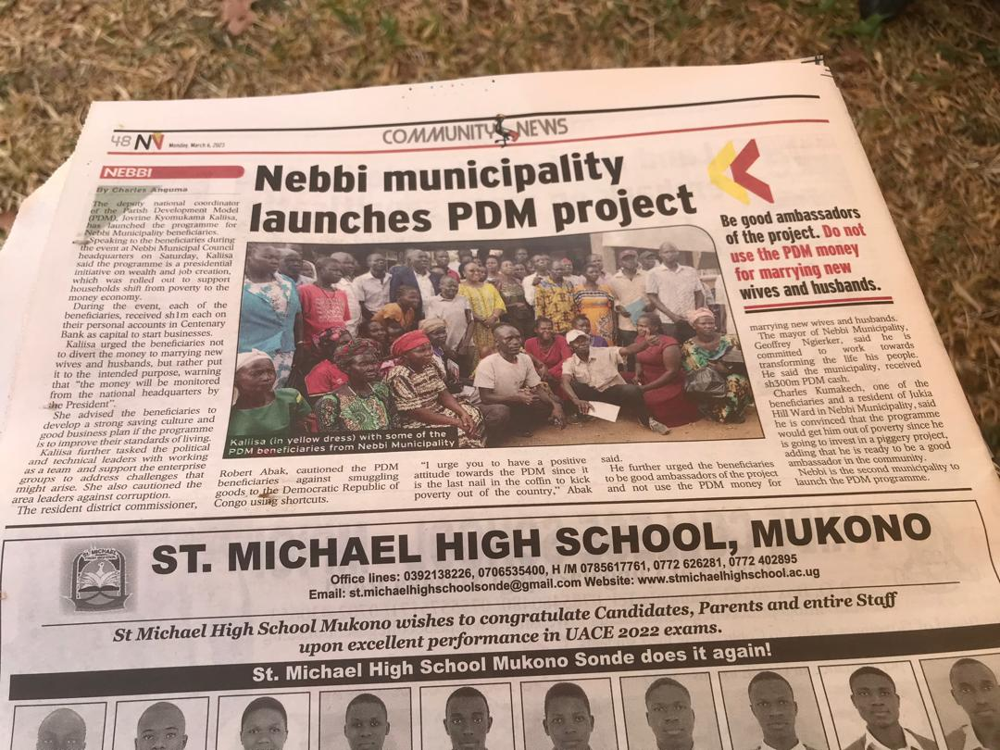 48 NV Monday, March 6, 2023
COMMUNITY NEWS
NEBBI
By Charles Anguma
Nebbi municipality
launches PDM project
The deputy national coordinator
of the Parish Development Model
(PDM), Jovrine Kyomukama Kaliisa,
has launched the programme for
Nebbi Municipality beneficiaries.
Speaking to the beneficiaries during
the event at Nebbi Municipal Council
headquarters on Saturday, Kaliisa
said the programme is a presidential
initiative on wealth and job creation,
which was rolled out to support
households shift from poverty to the
money economy.
During the event, each of the
beneficiaries, received sh1m each on
their personal accounts in Centenary
Bank as capital to start businesses.
Kaliisa urged the beneficiaries not
to divert the money to marrying new
wives and husbands, but rather put
it to the intended purpose, warning
that "the money will be monitored
from the national headquarters by
the President".
She advised the beneficiaries to
develop a strong saving culture and
good business plan if the programme
is to improve their standards of living.
Kaliisa further tasked the political
and technical leaders with working
as a team and support the enterprise
groups to address challenges that
might arise. She also cautioned the
area leaders against corruption.
The resident district commissioner,
Kaliisa (in yellow dress) with some of the
PDM beneficiaries from Nebbi Municipality
Robert Abak, cautioned the PDM
beneficiaries against smuggling
goods to the Democratic Republic of
Congo using shortcuts.
"I urge you to have a positive
attitude towards the PDM since it
is the last nail in the coffin to kick
poverty out of the country," Abak
said.
He further urged the beneficiaries
to be good ambassadors of the project
and not use the PDM money for
Be good ambassadors
of the project. Do not
use the PDM money
for marrying new
wives and husbands.
marrying new wives and husbands.
The mayor of Nebbi Municipality,
Geoffrey Ngierker, said he is
committed to work towards
transforming the life his people.
He said the municipality, received
sh300m PDM cash.
Charles Kumakech, one of the
beneficiaries and a resident of Jukia
Hill Ward in Nebbi Municipality, said
he is convinced that the programme
would get him out of poverty since he
is going to invest in a piggery project,
adding that he is ready to be a good
ambassador in the community.
Nebbi is the second municipality to
launch the PDM programme.
ST. MICHAEL HIGH SCHOOL, MUKONO
Office lines: 0392138226, 0706535400, H /M 0785617761, 0772 626281, 0772 402895
Email: st.michaelhighschoolsonde@gmail.com Website: www.stmichaelhighschool.ac.ug
St Michael High School Mukono wishes to congratulate Candidates, Parents and entire Staff
upon excellent performance in UACE 2022 exams.
St. Michael High School Mukono Sonde does it again!